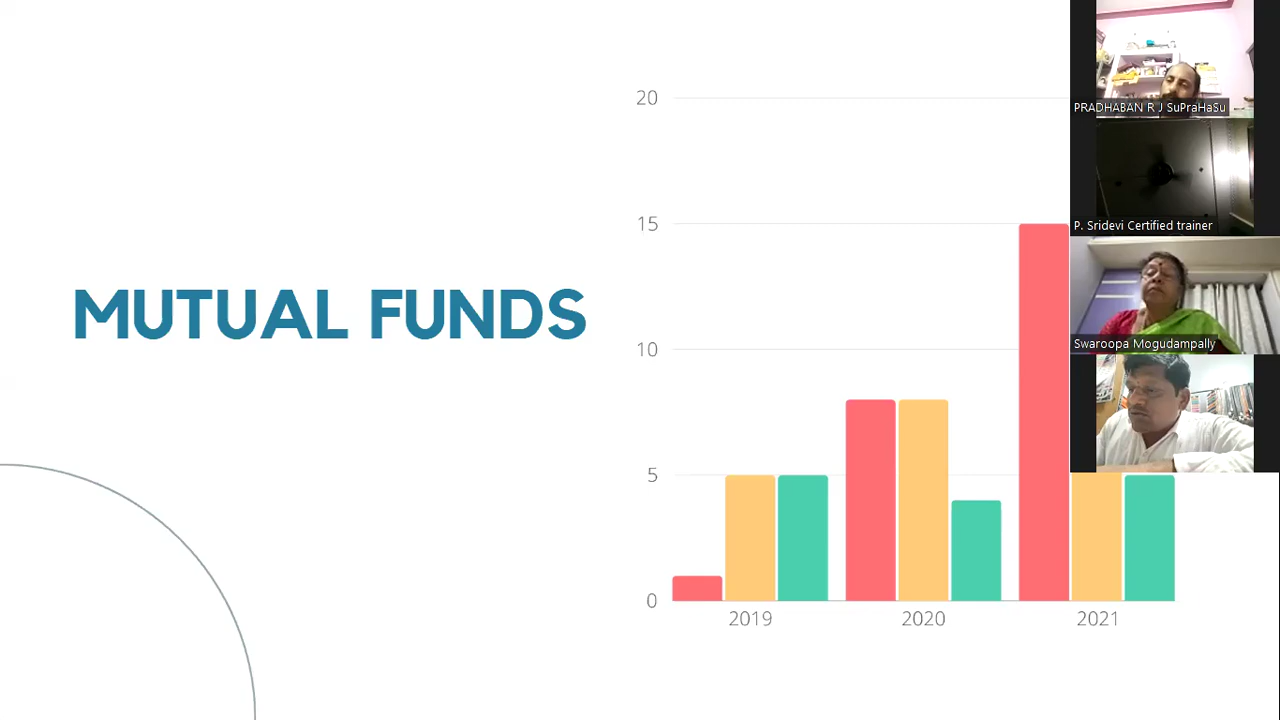 MUTUAL FUNDS
20
15
10
5
0
2019
2020
2021
PRADHABAN R J SuPraHaSu
P. Sridevi Certified trainer
Swaroopa Mogudampally